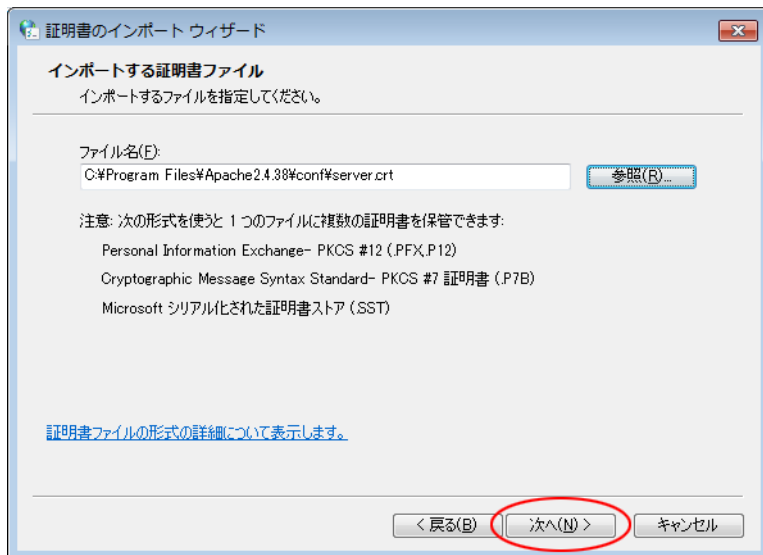 証明書のインポート ウィザード
インポートする証明書ファイル
インポートするファイルを指定してください。
ファイル名(F):
C:¥Program Files¥Apache2.4.38¥conf¥server.crt
参照(R)...
注意: 次の形式を使うと 1 つのファイルに複数の証明書を保管できます:
Personal Information Exchange- PKCS #12 (.PFX,.P12)
Cryptographic Message Syntax Standard- PKCS #7 証明書 (.P7B)
Microsoft シリアル化された証明書ストア (.SST)
証明書ファイルの形式の詳細について表示します。
< 戻る(B)
次へ(N) >
キャンセル